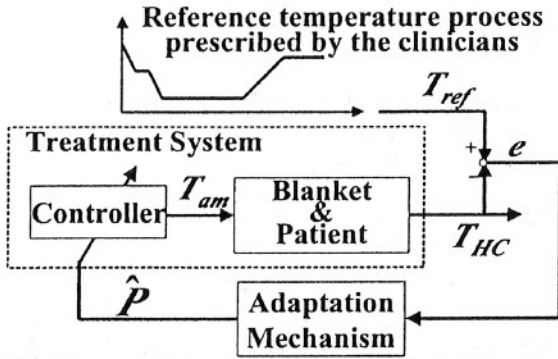 Reference temperature process
prescribed by the clinicians
T_ref
Treatment System
+
e
−
Controller
T_am
Blanket
&
Patient
T_HC
P̂
Adaptation
Mechanism